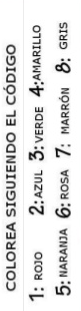 COLOREA SIGUIENDO EL CÓDIGO
1: ROJO 2:AZUL 3:VERDE 4:AMARILLO
5: NARANJA 6:ROSA 7: MARRÓN 8: GRIS